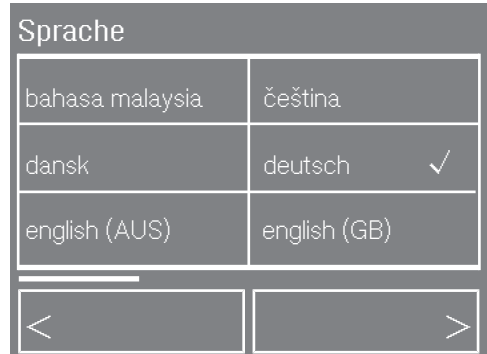 Sprache
bahasa malaysia čeština
dansk deutsch ✓
english (AUS) english (GB)
< >